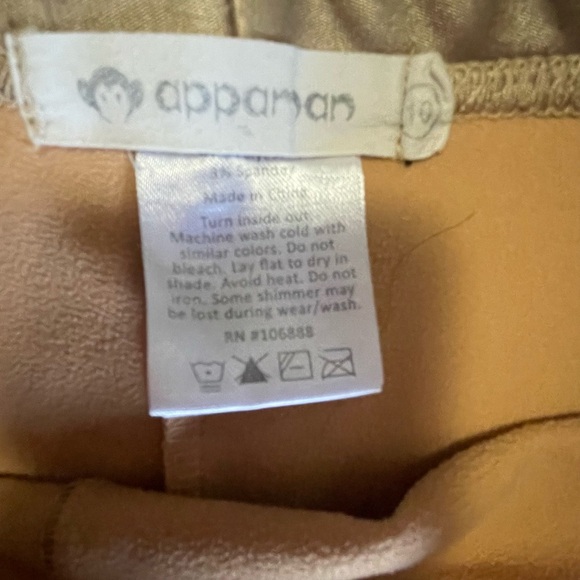 appaman
10
3% Spandex
Made in China
Turn inside out.
Machine wash cold with
similar colors. Do not
bleach. Lay flat to dry in
shade. Avoid heat. Do not
iron. Some shimmer may
be lost during wear/wash.
RN #106888